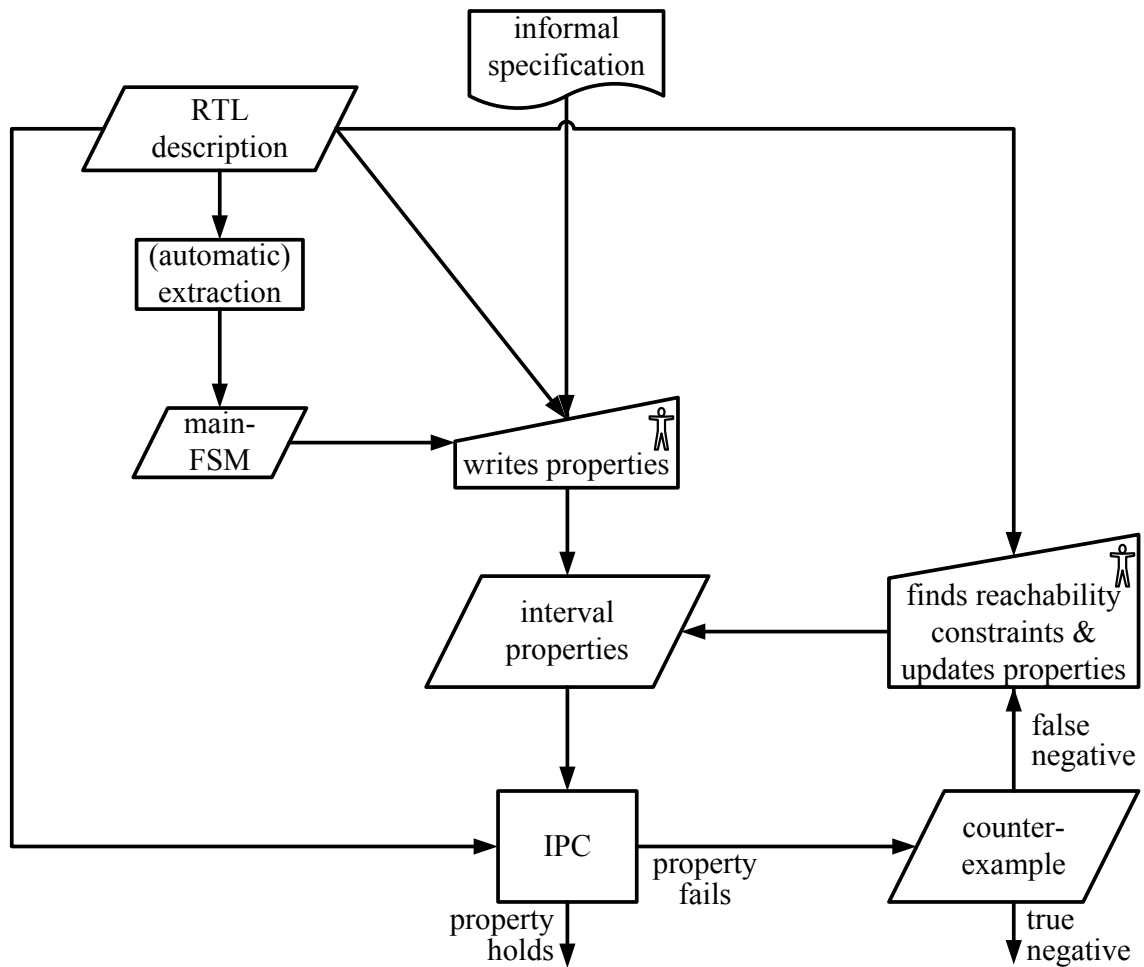 informal
specification
RTL
description
(automatic)
extraction
main-
FSM
writes properties
interval
properties
finds reachability
constraints &
updates properties
false
negative
IPC
property
fails
counter-
example
property
holds
true
negative